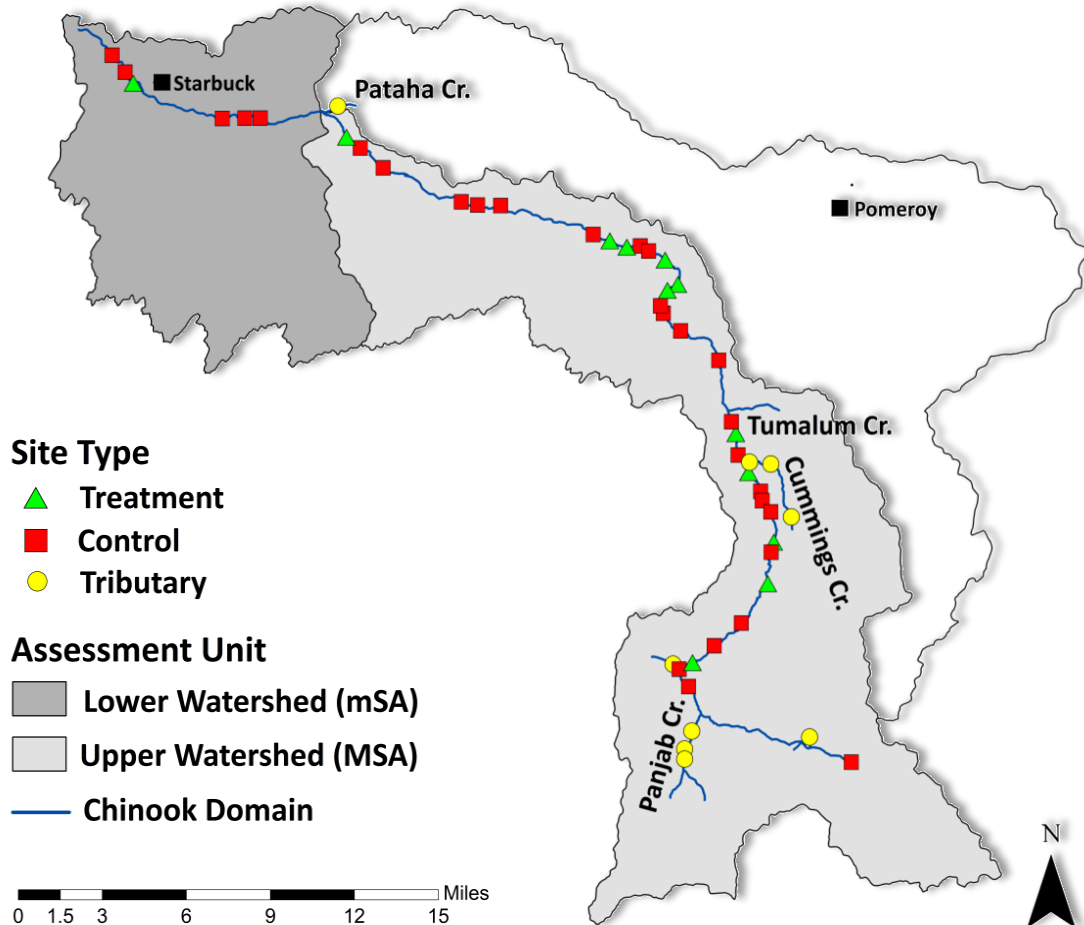 Starbuck
Pataha Cr.
Pomeroy
Tumalum Cr.
Cummings Cr.
Panjab Cr.
Site Type
Treatment
Control
Tributary
Assessment Unit
Lower Watershed (mSA)
Upper Watershed (MSA)
Chinook Domain
Miles
0 1.5 3 6 9 12 15
N